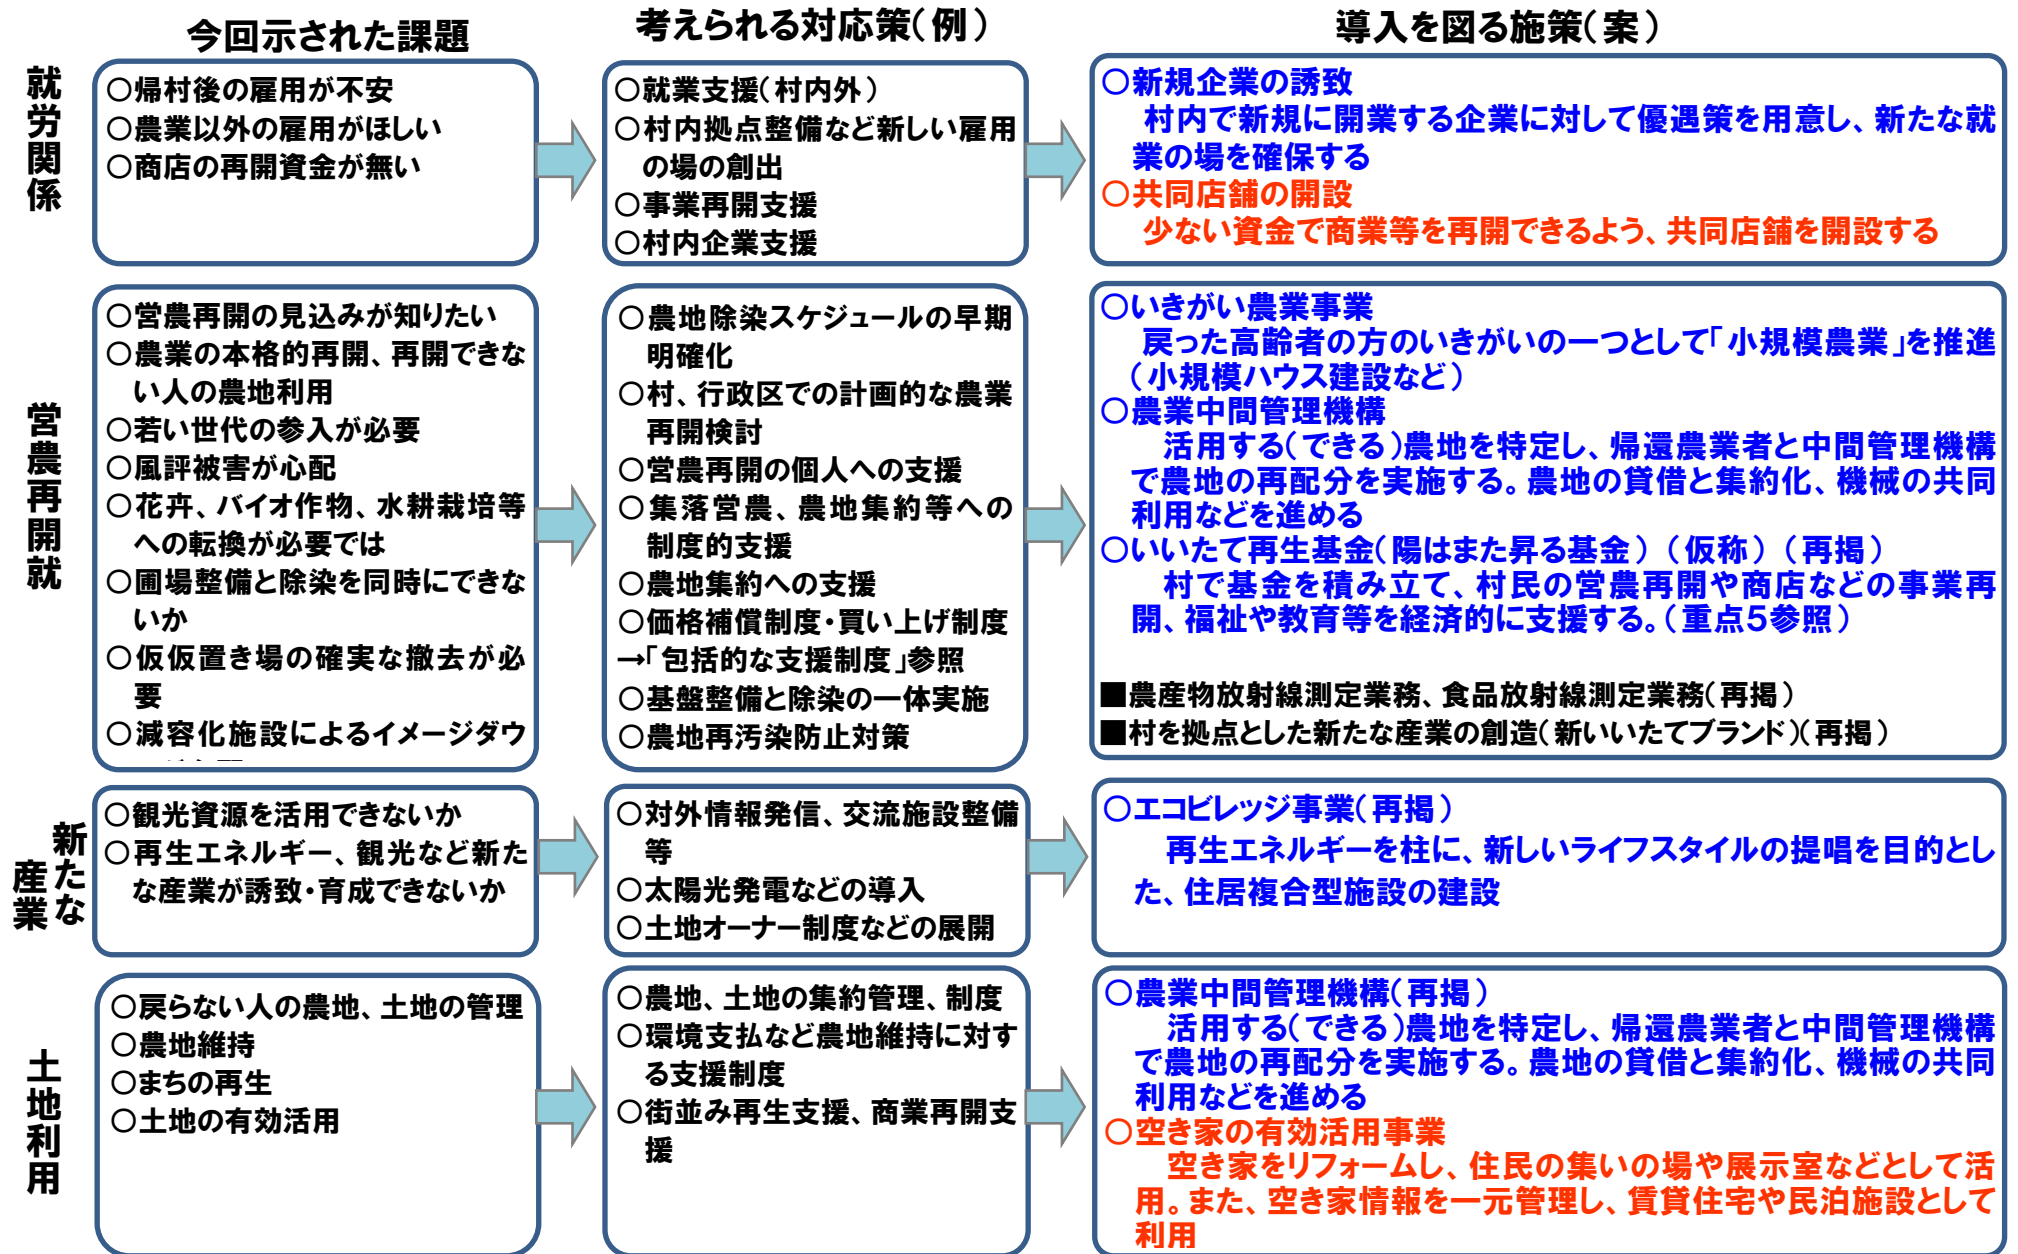 今回示された課題
考えられる対応策(例)
導入を図る施策(案)
就労関係
○帰村後の雇用が不安
○農業以外の雇用がほしい
○商店の再開資金が無い
○就業支援(村内外)
○村内拠点整備など新しい雇用
の場の創出
○事業再開支援
○村内企業支援
○新規企業の誘致
村内で新規に開業する企業に対して優遇策を用意し、新たな就
業の場を確保する
○共同店舗の開設
少ない資金で商業等を再開できるよう、共同店舗を開設する
営農再開就
○営農再開の見込みが知りたい
○農業の本格的再開、再開できな
い人の農地利用
○若い世代の参入が必要
○風評被害が心配
○花卉、バイオ作物、水耕栽培等
への転換が必要では
○圃場整備と除染を同時にできな
いか
○仮仮置き場の確実な撤去が必
要
○減容化施設によるイメージダウ
○農地除染スケジュールの早期
明確化
○村、行政区での計画的な農業
再開検討
○営農再開の個人への支援
○集落営農、農地集約等への
制度的支援
○農地集約への支援
○価格補償制度・買い上げ制度
→「包括的な支援制度」参照
○基盤整備と除染の一体実施
○農地再汚染防止対策
○いきがい農業事業
戻った高齢者の方のいきがいの一つとして「小規模農業」を推進
(小規模ハウス建設など)
○農業中間管理機構
活用する(できる)農地を特定し、帰還農業者と中間管理機構
で農地の再配分を実施する。農地の貸借と集約化、機械の共同
利用などを進める
○いいたて再生基金(陽はまた昇る基金)(仮称)(再掲)
村で基金を積み立て、村民の営農再開や商店などの事業再
開、福祉や教育等を経済的に支援する。(重点5参照)
■農産物放射線測定業務、食品放射線測定業務(再掲)
■村を拠点とした新たな産業の創造(新いいたてブランド)(再掲)
新たな
産業
○観光資源を活用できないか
○再生エネルギー、観光など新た
な産業が誘致・育成できないか
○対外情報発信、交流施設整備
等
○太陽光発電などの導入
○土地オーナー制度などの展開
○エコビレッジ事業(再掲)
再生エネルギーを柱に、新しいライフスタイルの提唱を目的とし
た、住居複合型施設の建設
土地利用
○戻らない人の農地、土地の管理
○農地維持
○まちの再生
○土地の有効活用
○農地、土地の集約管理、制度
○環境支払など農地維持に対す
る支援制度
○街並み再生支援、商業再開支
援
○農業中間管理機構(再掲)
活用する(できる)農地を特定し、帰還農業者と中間管理機構
で農地の再配分を実施する。農地の貸借と集約化、機械の共同
利用などを進める
○空き家の有効活用事業
空き家をリフォームし、住民の集いの場や展示室などとして活
用。また、空き家情報を一元管理し、賃貸住宅や民泊施設として
利用